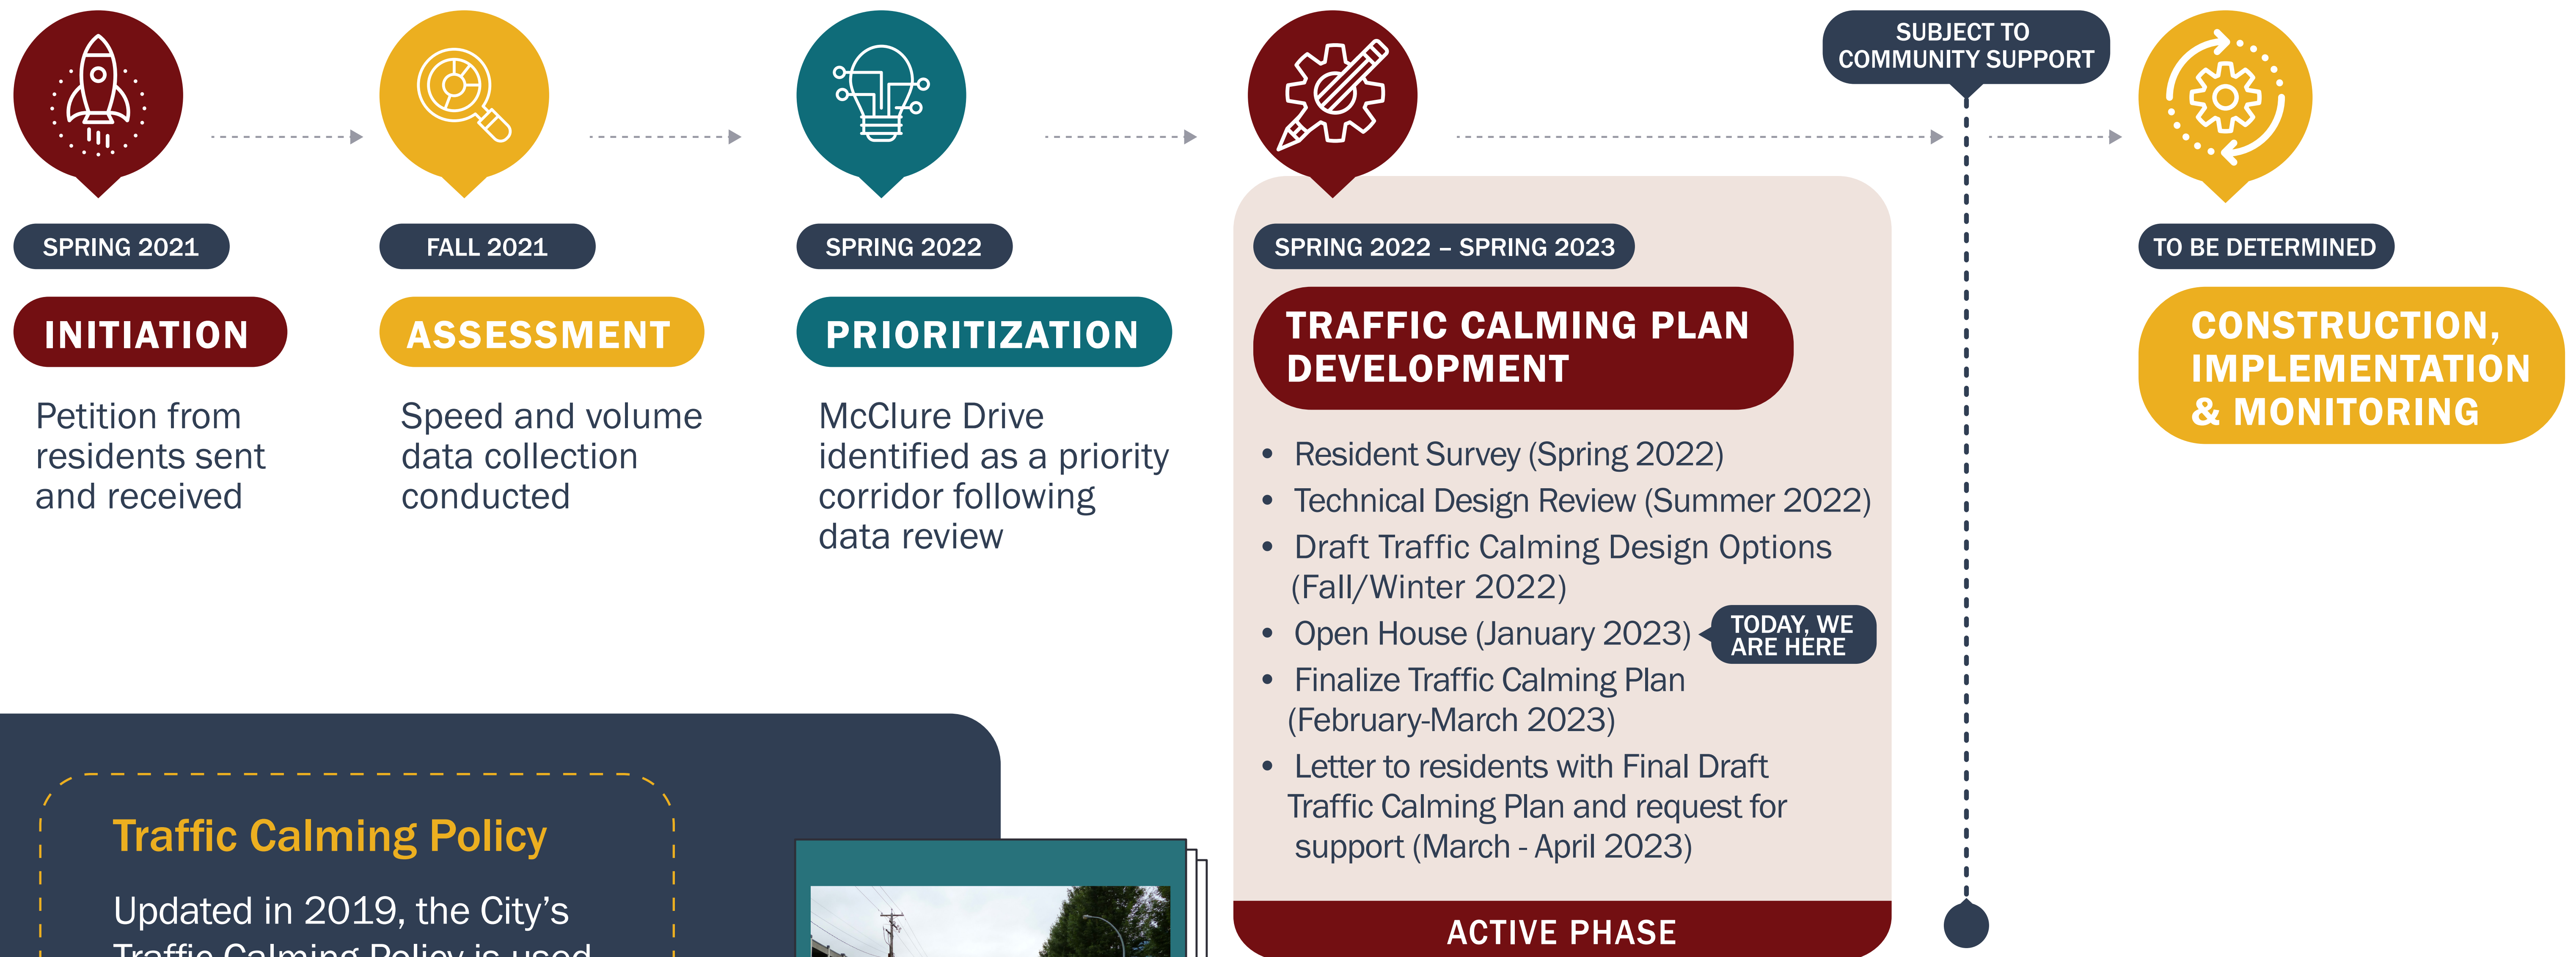 SUBJECT TO
COMMUNITY SUPPORT
SPRING 2021
INITIATION
Petition from
residents sent
and received
FALL 2021
ASSESSMENT
Speed and volume
data collection
conducted
SPRING 2022
PRIORITIZATION
McClure Drive
identified as a priority
corridor following
data review
SPRING 2022 – SPRING 2023
TRAFFIC CALMING PLAN
DEVELOPMENT
• Resident Survey (Spring 2022)
• Technical Design Review (Summer 2022)
• Draft Traffic Calming Design Options
(Fall/Winter 2022)
• Open House (January 2023)
TODAY, WE
ARE HERE
• Finalize Traffic Calming Plan
(February-March 2023)
• Letter to residents with Final Draft
Traffic Calming Plan and request for
support (March - April 2023)
ACTIVE PHASE
TO BE DETERMINED
CONSTRUCTION,
IMPLEMENTATION
& MONITORING
Traffic Calming Policy
Updated in 2019, the City’s
Traffic Calming Policy is used